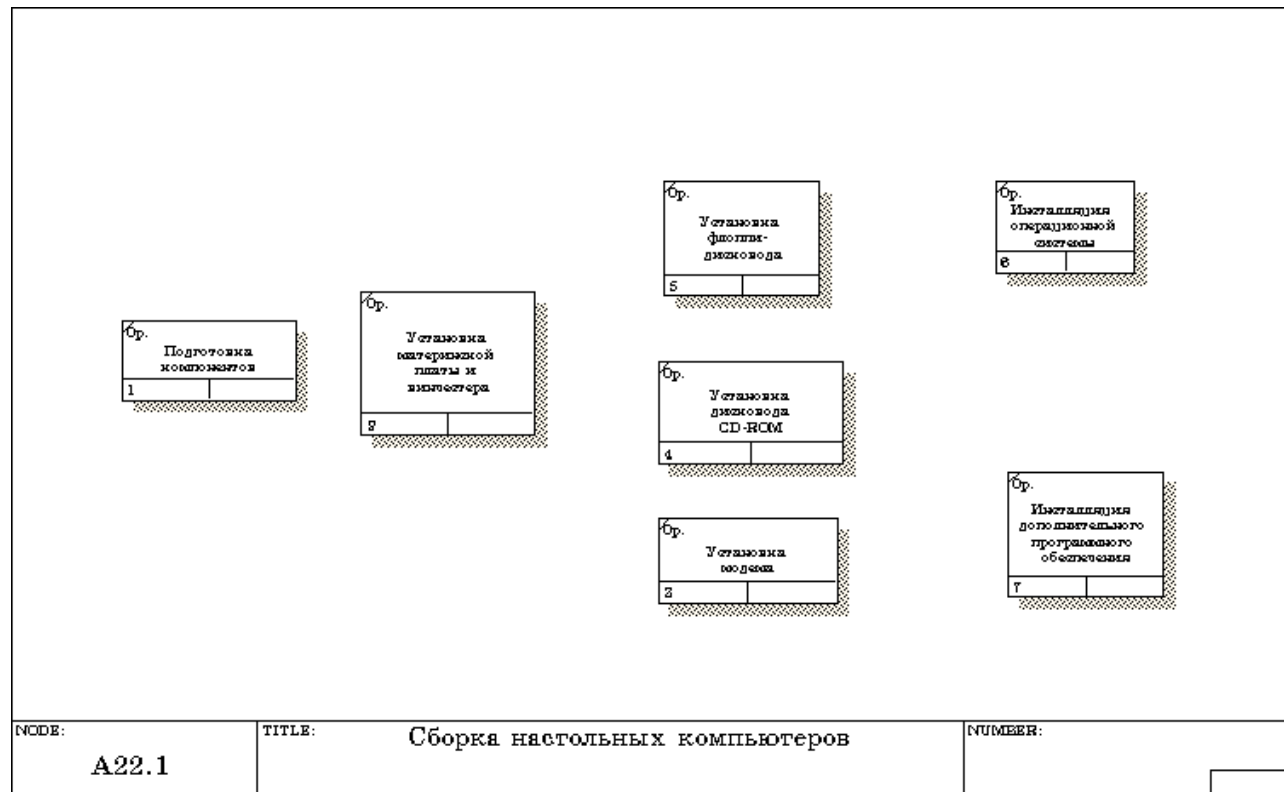 0р.
Подготовка
компонентов
1
0р.
Установка
материнской
платы и
винчестера
2
0р.
Установка
флоппи-
дисковода
5
0р.
Установка
дисковода
CD-ROM
4
0р.
Установка
модема
3
0р.
Инсталляция
операционной
системы
6
0р.
Инсталляция
дополнительного
программного
обеспечения
7
NODE:
A22.1
TITLE:
Сборка настольных компьютеров
NUMBER: